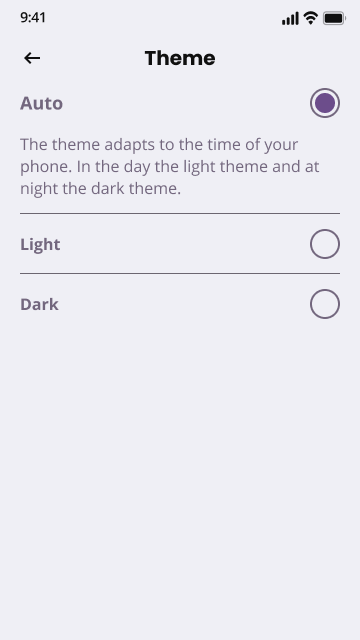 9:41
Theme
Auto
The theme adapts to the time of your
phone. In the day the light theme and at
night the dark theme.
Light
Dark